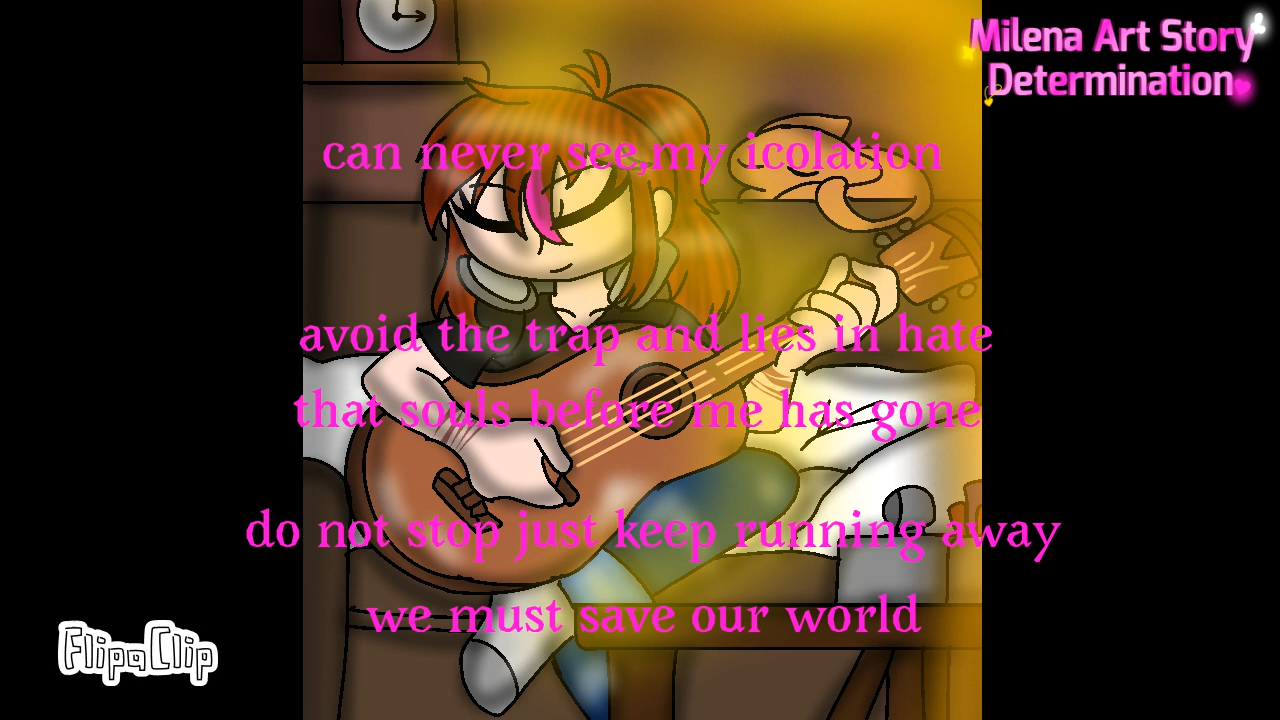 Milena Art Story
Determination
can never see,my icolation
avoid the trap and lies in hate
that souls before me has gone
do not stop just keep running away
we must save our world
FlipaClip